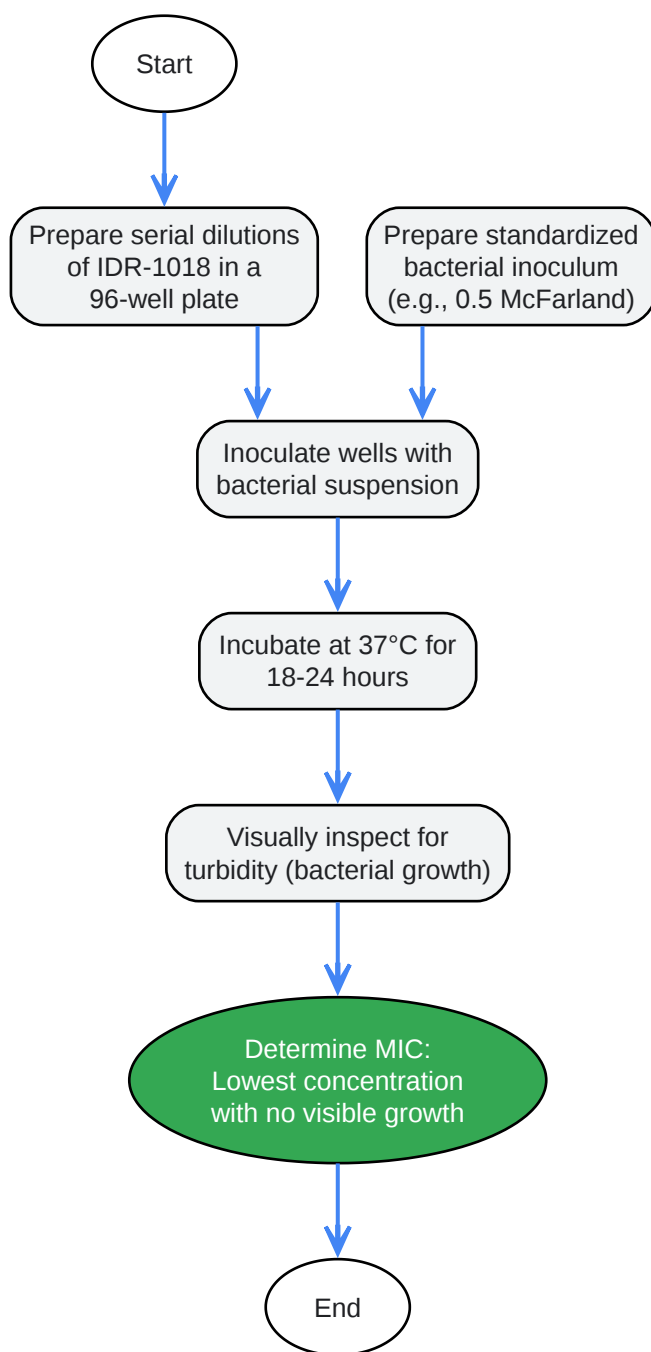 Start
Prepare serial dilutions
of IDR-1018 in a
96-well plate
Prepare standardized
bacterial inoculum
(e.g., 0.5 McFarland)
Inoculate wells with
bacterial suspension
Incubate at 37°C for
18-24 hours
Visually inspect for
turbidity (bacterial growth)
Determine MIC:
Lowest concentration
with no visible growth
End